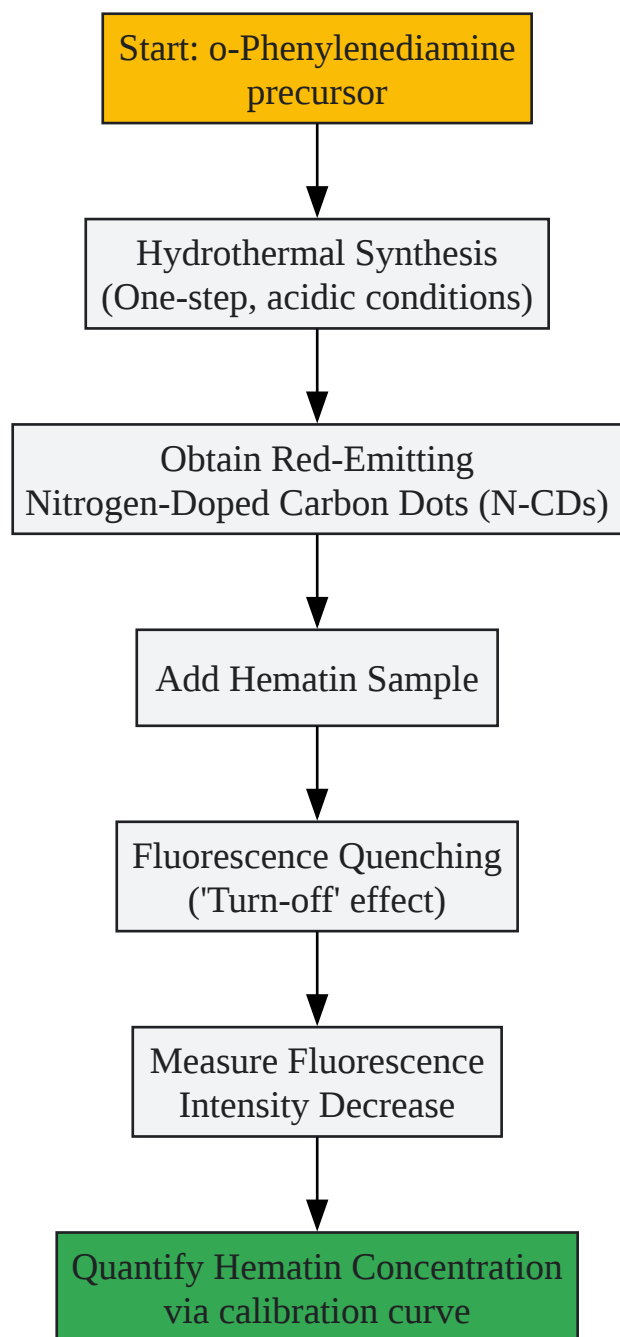 Start: o-Phenylenediamine
precursor
Hydrothermal Synthesis
(One-step, acidic conditions)
Obtain Red-Emitting
Nitrogen-Doped Carbon Dots (N-CDs)
Add Hematin Sample
Fluorescence Quenching
('Turn-off' effect)
Measure Fluorescence
Intensity Decrease
Quantify Hematin Concentration
via calibration curve